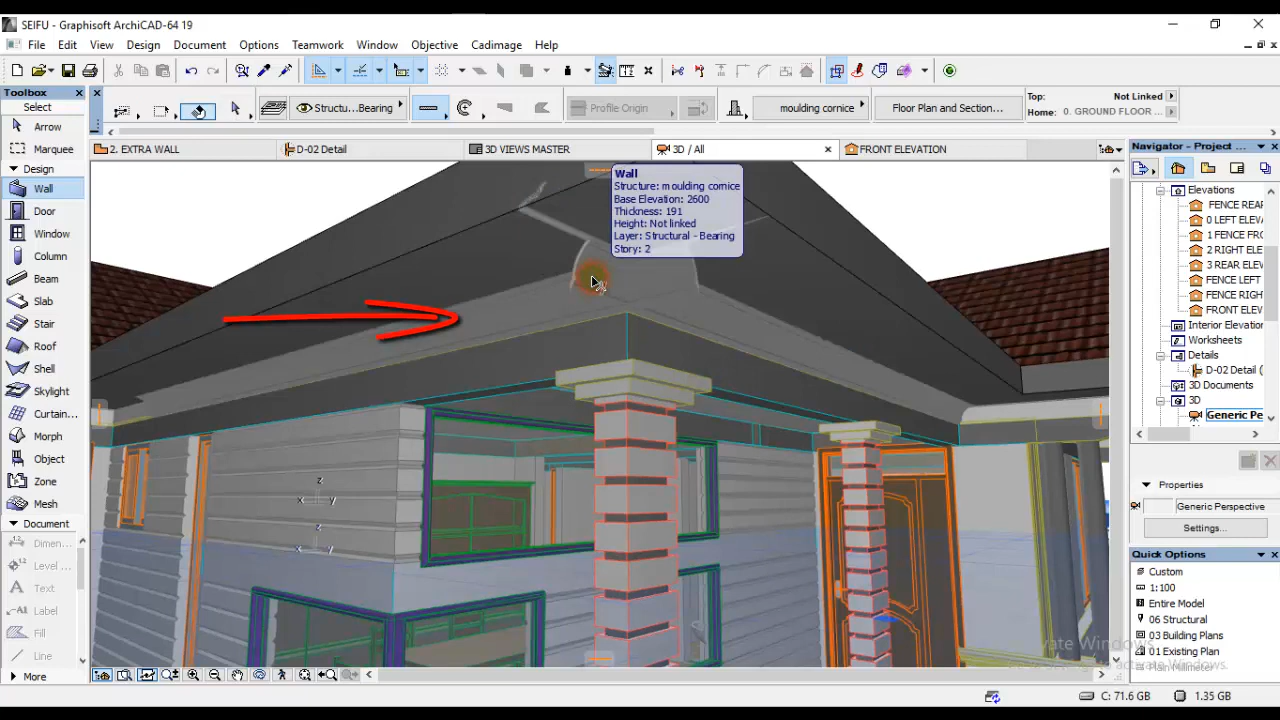 SEIFU - Graphisoft ArchiCAD-64 19
File Edit View Design Document Options Teamwork Window Objective Cadimage Help
Toolbox
Select
Arrow
Marquee
Design
Wall
Door
Window
Column
Beam
Slab
Stair
Roof
Shell
Skylight
Curtain...
Morph
Object
Zone
Mesh
Document
Dimen...
Level ...
Text
Label
Fill
Line
More
Structu...Bearing
Profile Origin
moulding cornice
Floor Plan and Section...
Top: Not Linked
Home: 0. GROUND FLOOR ...
2. EXTRA WALL
D-02 Detail
3D VIEWS MASTER
3D / All
FRONT ELEVATION
Wall
Structure: moulding cornice
Base Elevation: 2600
Thickness: 191
Height: Not linked
Layer: Structural - Bearing
Story: 2
z
x y
z
x y
Navigator - Project ...
Elevations
FENCE REAR
0 LEFT ELEV
1 FENCE FRO
2 RIGHT ELE
3 REAR ELEV
FENCE LEFT
FENCE RIGH
FRONT ELEV
Interior Elevation
Worksheets
Details
D-02 Detail (
3D Documents
3D
Generic Pe
Properties
Generic Perspective
Settings...
Quick Options
Custom
1:100
Entire Model
06 Structural
03 Building Plans
01 Existing Plan
Plain Millimeter
C: 71.6 GB
1.35 GB